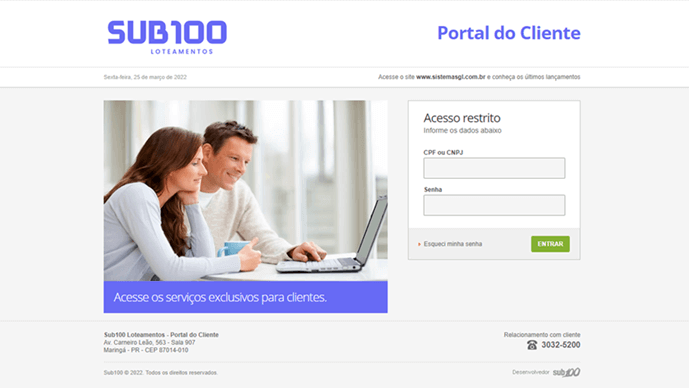 SUB100
LOTEAMENTOS
Portal do Cliente
Sexta-feira, 25 de março de 2022
Acesse o site www.sistemasgl.com.br e conheça os últimos lançamentos
Acesso restrito
Informe os dados abaixo
CPF ou CNPJ
Senha
Esqueci minha senha
ENTRAR
Acesse os serviços exclusivos para clientes.
Sub100 Loteamentos - Portal do Cliente
Av. Carneiro Leão, 563 - Sala 907
Maringá - PR - CEP 87014-010
Relacionamento com cliente
3032-5200
Sub100 © 2022. Todos os direitos reservados.
Desenvolvedor sub100